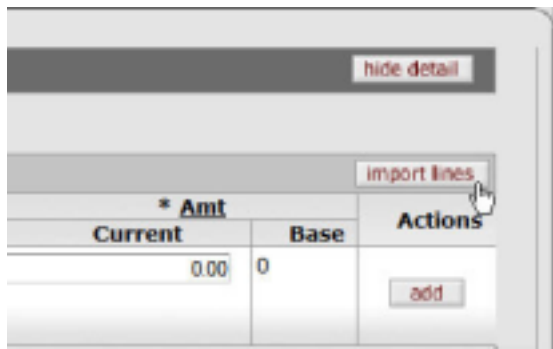 hide detail
import lines
* Amt
Actions
Current Base
0.00 0
add